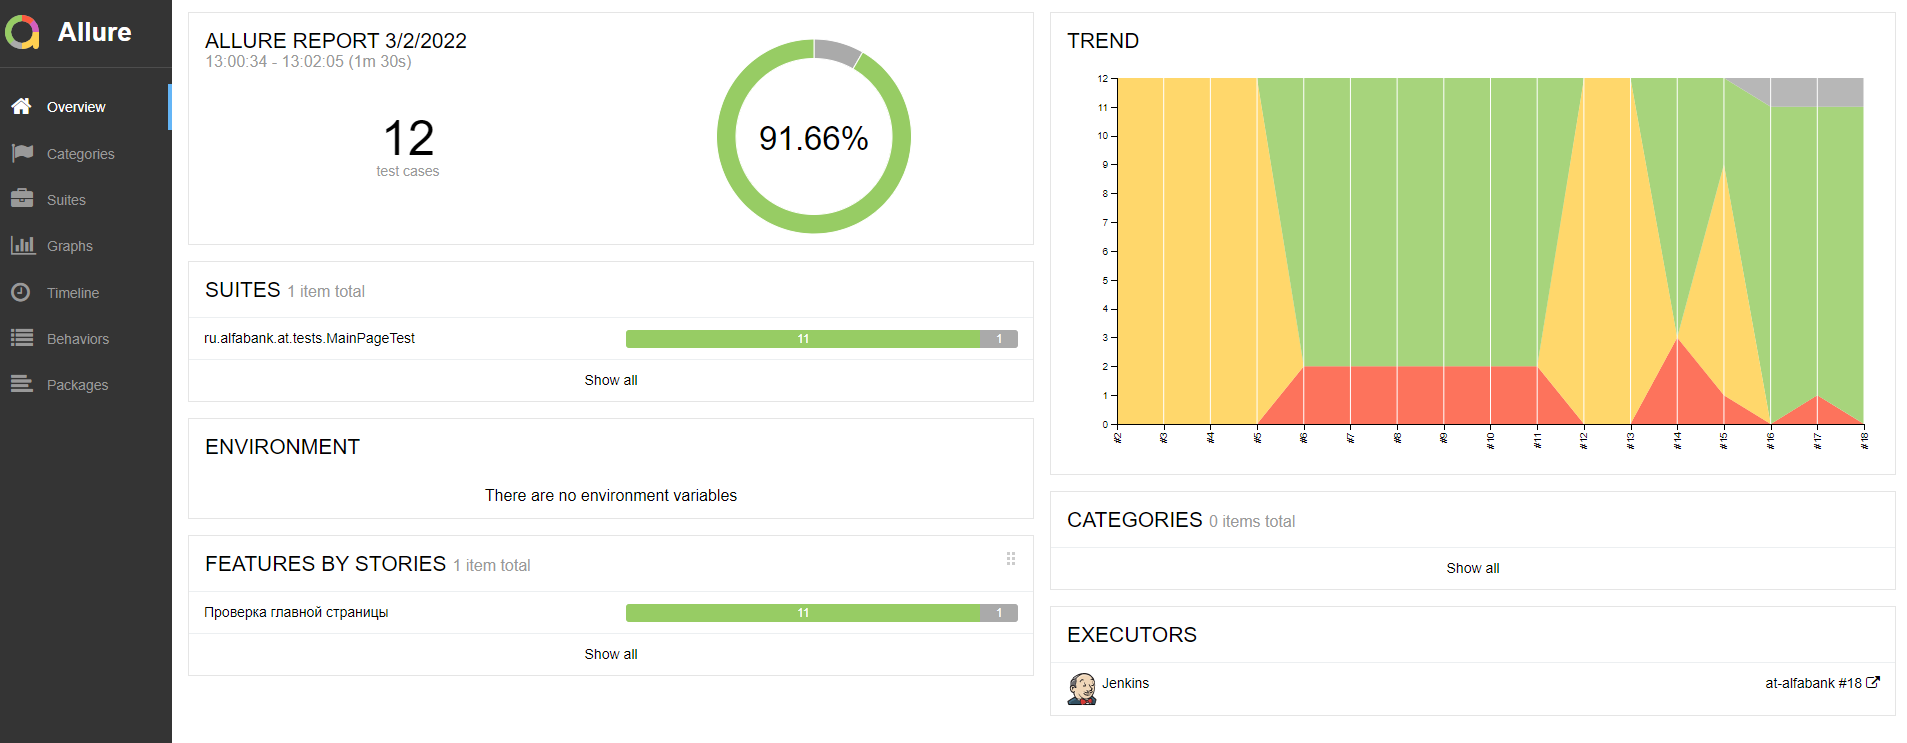 Allure
Overview
Categories
Suites
Graphs
Timeline
Behaviors
Packages
ALLURE REPORT 3/2/2022
13:00:34 - 13:02:05 (1m 30s)
12
test cases
91.66%
SUITES 1 item total
ru.alfabank.at.tests.MainPageTest 11 1
Show all
ENVIRONMENT
There are no environment variables
FEATURES BY STORIES 1 item total
Проверка главной страницы 11 1
Show all
TREND
12
11
10
9
8
7
6
5
4
3
2
1
0
#2 #3 #4 #5 #6 #7 #8 #9 #10 #11 #12 #13 #14 #15 #16 #17 #18
CATEGORIES 0 items total
Show all
EXECUTORS
Jenkins at-alfabank #18